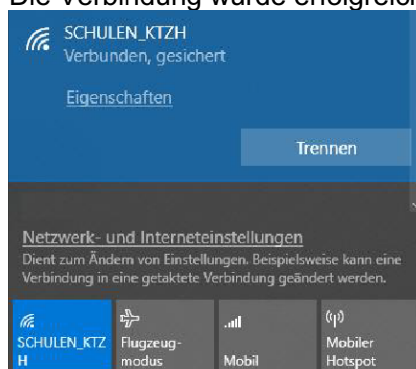 Die Verbindung wurde erfolgreich
SCHULEN_KTZH
Verbunden, gesichert
Eigenschaften
Trennen
Netzwerk- und Interneteinstellungen
Dient zum Ändern von Einstellungen. Beispielsweise kann eine
Verbindung in eine getaktete Verbindung geändert werden.
SCHULEN_KTZ
H
Flugzeug-
modus
Mobil
Mobiler
Hotspot